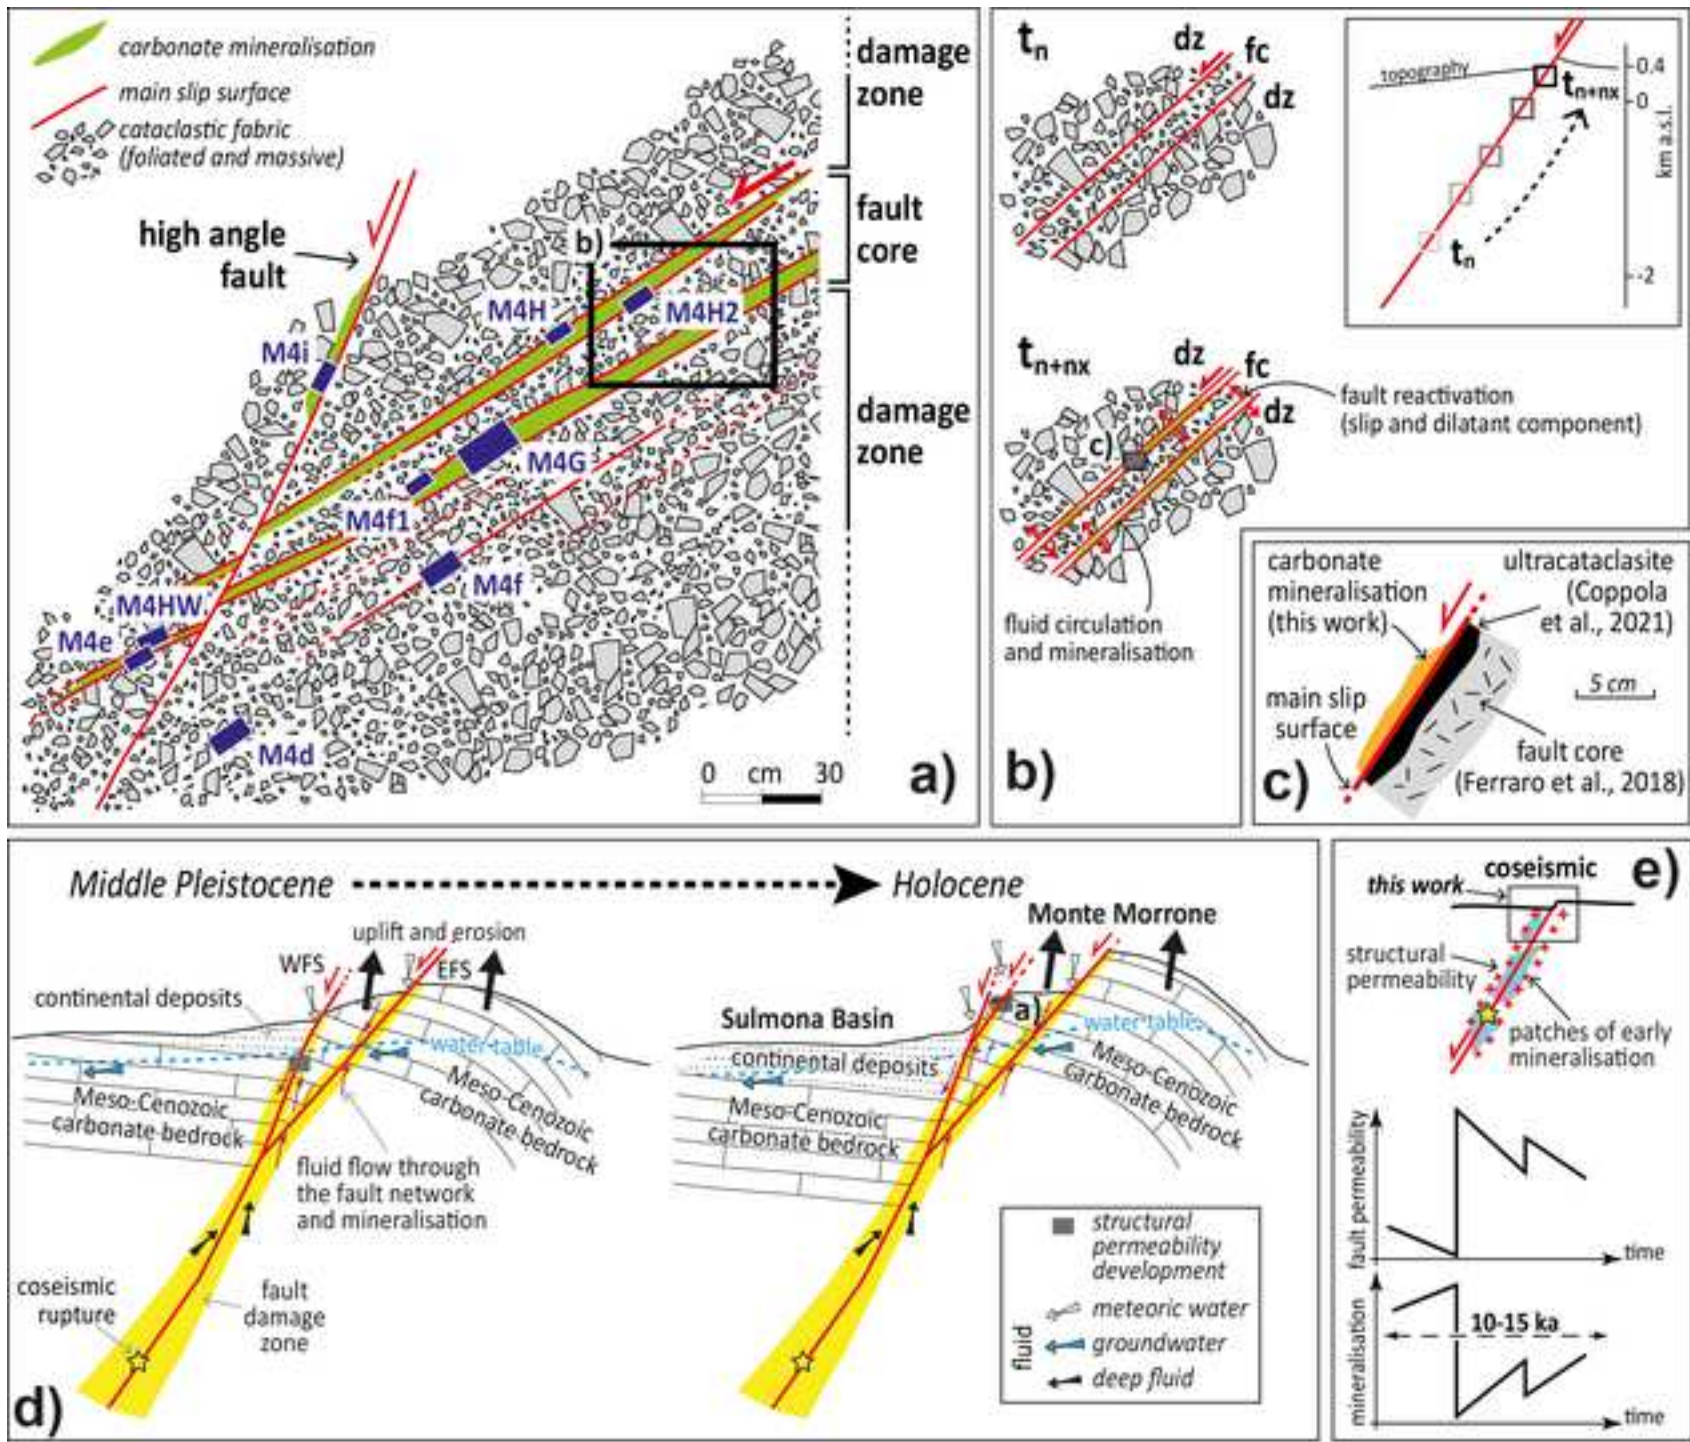 carbonate mineralisation
main slip surface
cataclastic fabric
(foliated and massive)
high angle
fault
b)
M4i
M4H
M4H2
M4G
M4f1
M4f
M4HW
M4e
M4d
damage
zone
fault
core
damage
zone
0 cm 30
a)
tn
dz
fc
dz
topography
tn+nx
tn
0.4
0
-2
km a.s.l.
tn+nx
dz
fc
dz
c)
fault reactivation
(slip and dilatant component)
fluid circulation
and mineralisation
b)
carbonate
mineralisation
(this work)
ultracataclasite
(Coppola
et al., 2021)
5 cm
main slip
surface
fault core
(Ferraro et al., 2018)
c)
Middle Pleistocene
Holocene
uplift and erosion
WFS
EFS
continental deposits
water table
Meso-Cenozoic
carbonate bedrock
Meso-Cenozoic
carbonate bedrock
fluid flow through
the fault network
and mineralisation
coseismic
rupture
fault
damage
zone
d)
Monte Morrone
a)
Sulmona Basin
continental deposits
water table
Meso-Cenozoic
carbonate bedrock
Meso-Cenozoic
carbonate bedrock
structural
permeability
development
fluid
meteoric water
groundwater
deep fluid
e)
coseismic
this work
structural
permeability
patches of early
mineralisation
fault permeability
time
mineralisation
10-15 ka
time